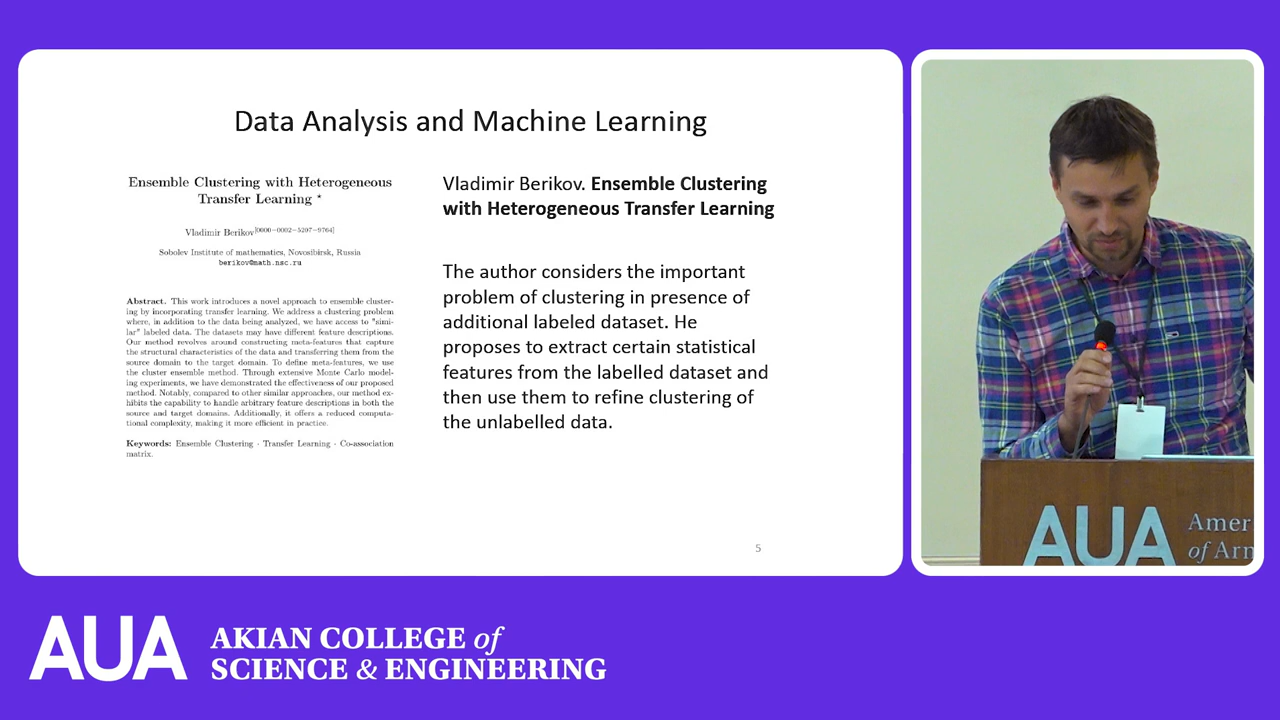 Data Analysis and Machine Learning
Ensemble Clustering with Heterogeneous
Transfer Learning *
Vladimir Berikov[0000-0002-5207-9764]
Sobolev Institute of mathematics, Novosibirsk, Russia
berikov@math.nsc.ru
Abstract. This work introduces a novel approach to ensemble cluster-
ing by incorporating transfer learning. We address a clustering problem
where, in addition to the data being analyzed, we have access to "simi-
lar" labeled data. The datasets may have different feature descriptions.
Our method revolves around constructing meta-features that capture
the structural characteristics of the data and transferring them from the
source domain to the target domain. To define meta-features, we use
the cluster ensemble method. Through extensive Monte Carlo model-
ing experiments, we have demonstrated the effectiveness of our proposed
method. Notably, compared to other similar approaches, our method ex-
hibits the capability to handle arbitrary feature descriptions in both the
source and target domains. Additionally, it offers a reduced computa-
tional complexity, making it more efficient in practice.
Keywords: Ensemble Clustering · Transfer Learning · Co-association
matrix.
Vladimir Berikov. Ensemble Clustering
with Heterogeneous Transfer Learning
The author considers the important
problem of clustering in presence of
additional labeled dataset. He
proposes to extract certain statistical
features from the labelled dataset and
then use them to refine clustering of
the unlabelled data.
5
AUA
Amer
of Arn
AUA
AKIAN COLLEGE of
SCIENCE & ENGINEERING